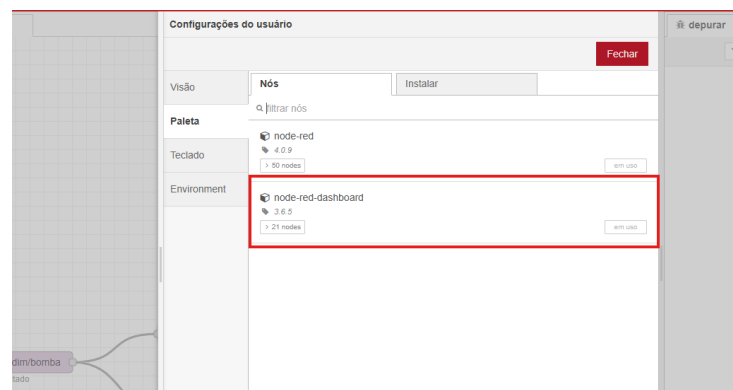 Configurações do usuário
depurar
Fechar
Visão
Nós
Instalar
filtrar nós
Paleta
node-red
4.0.9
> 50 nodes
em uso
Teclado
Environment
node-red-dashboard
3.6.5
> 21 nodes
em uso
dim/bomba
tado